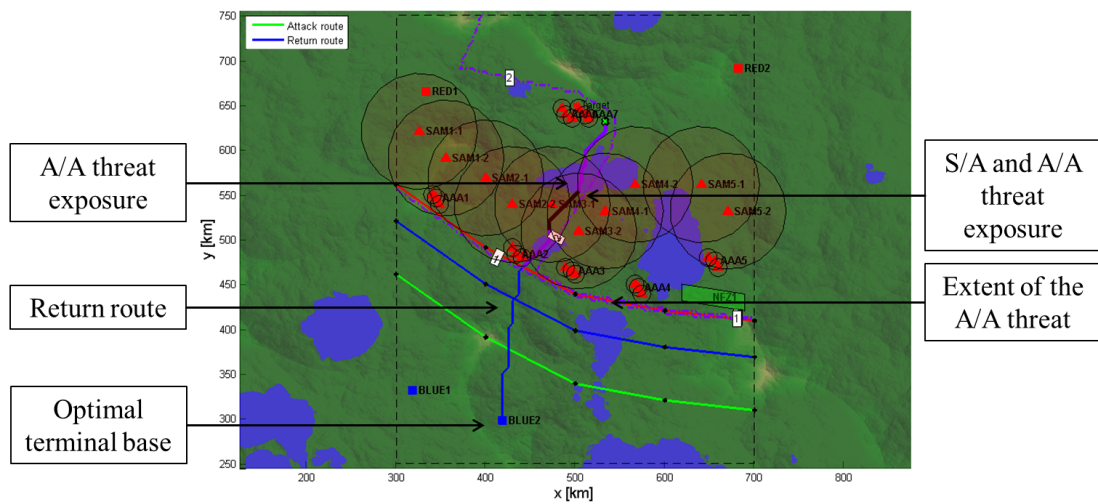 750
700
650
600
550
500
450
400
350
300
250
y [km]
Attack route
Return route
2
RED1
RED2
Target
AAA7
SAM1-1
SAM1-2
SAM2-1
SAM2-2
SAM3-1
SAM3-2
SAM4-2
SAM4-1
SAM5-1
SAM5-2
AAA1
AAA2
AAA3
AAA4
AAA5
NFZ1
1
BLUE1
BLUE2
200
300
400
500
600
700
800
x [km]
A/A threat
exposure
Return route
Optimal
terminal base
S/A and A/A
threat
exposure
Extent of the
A/A threat